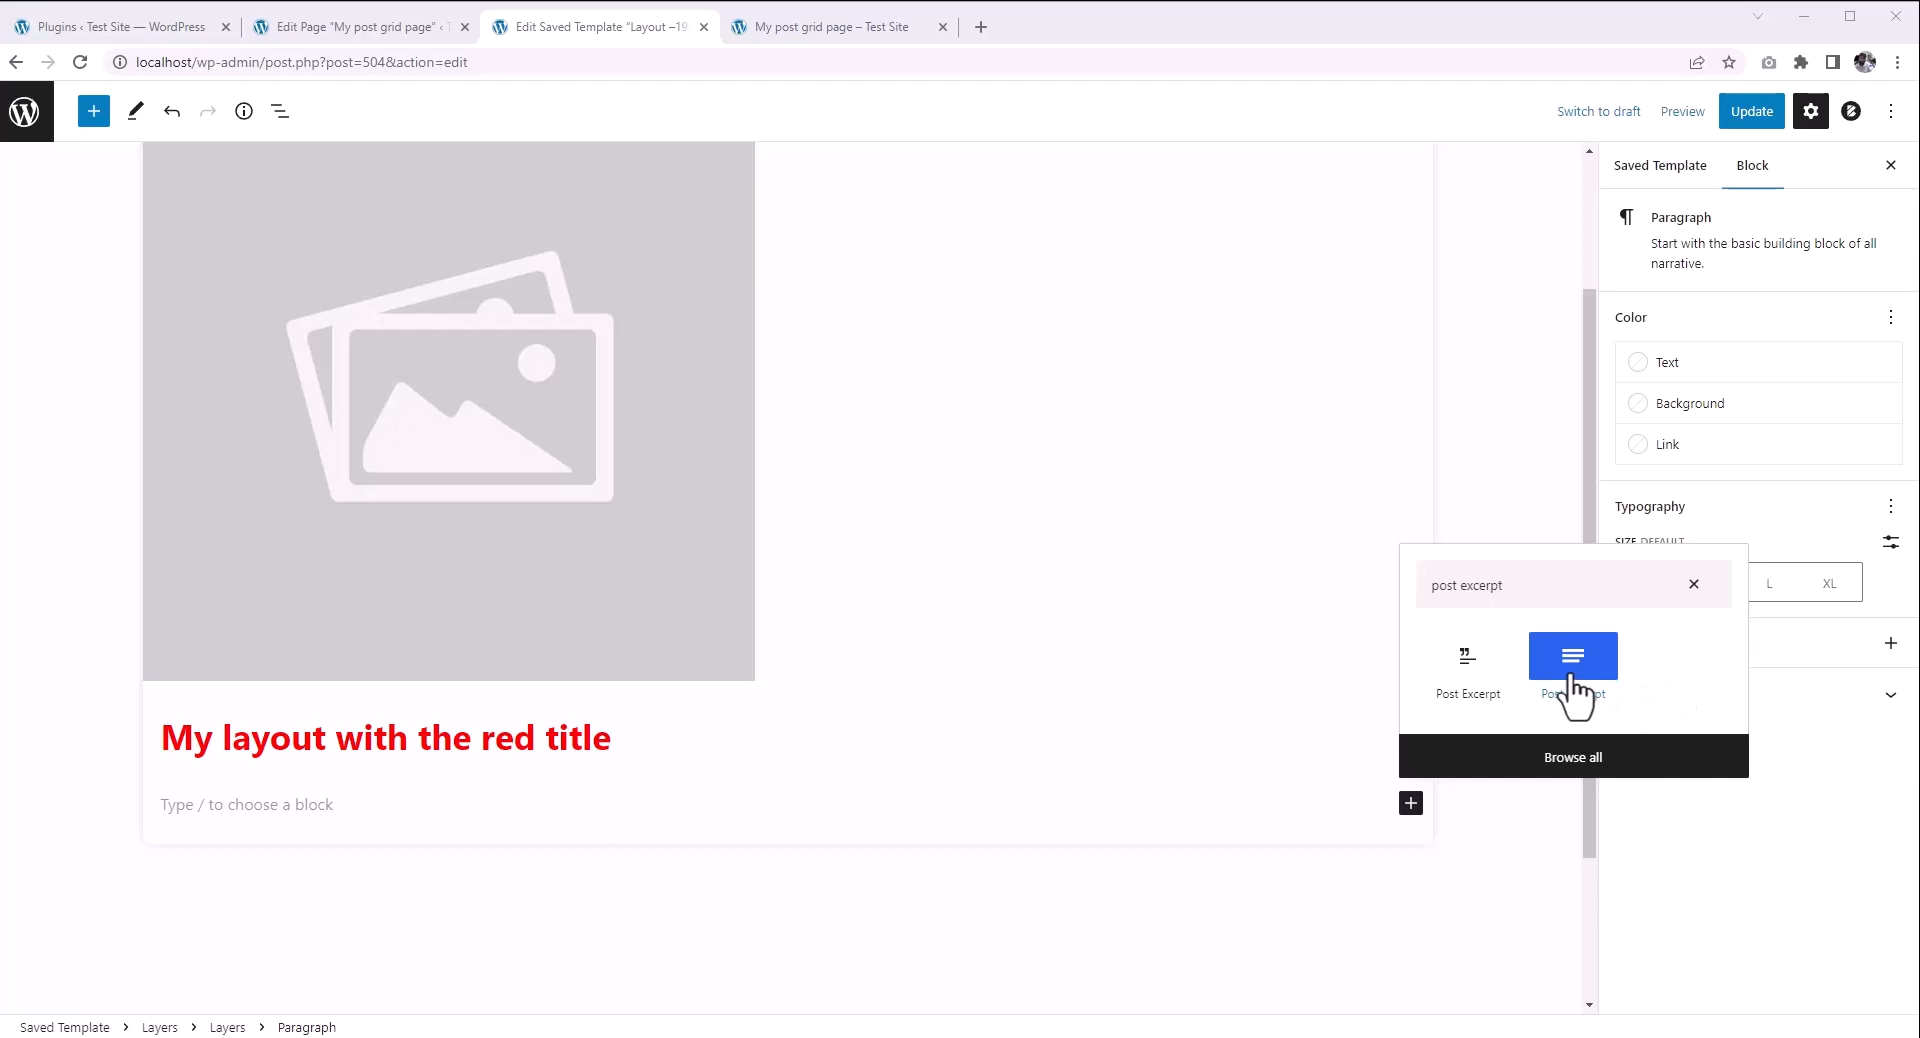 Plugins ‹ Test Site — WordPress
Edit Page “My post grid page” ‹ T
Edit Saved Template “Layout –19
My post grid page – Test Site
localhost/wp-admin/post.php?post=504&action=edit
Switch to draft
Preview
Update
Saved Template
Block
Paragraph
Start with the basic building block of all
narrative.
Color
Text
Background
Link
Typography
SIZE DEFAULT
L
XL
post excerpt
Post Excerpt
Browse all
My layout with the red title
Type / to choose a block
Saved Template
Layers
Layers
Paragraph